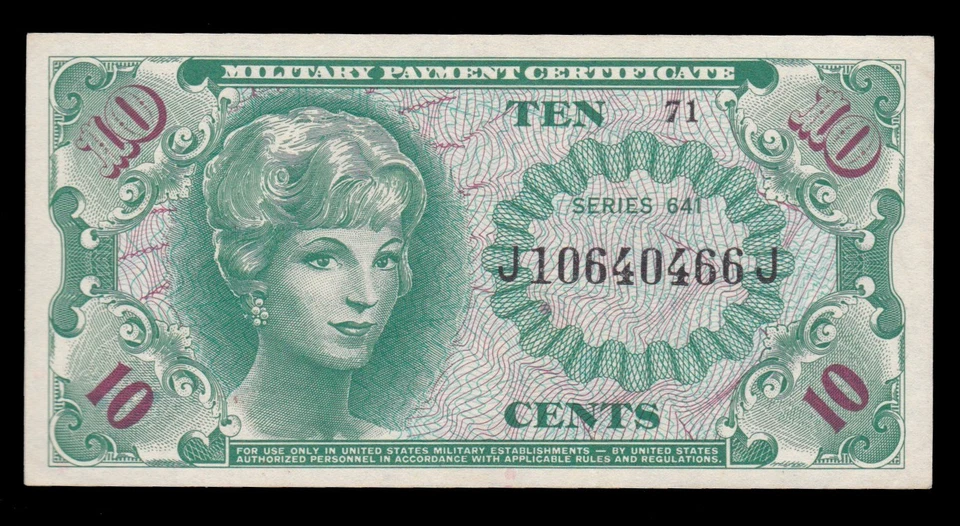 MILITARY PAYMENT CERTIFICATE
10
TEN 71
10
SERIES 641
J10640466J
10
CENTS
10
FOR USE ONLY IN UNITED STATES MILITARY ESTABLISHMENTS — BY UNITED STATES
AUTHORIZED PERSONNEL IN ACCORDANCE WITH APPLICABLE RULES AND REGULATIONS.